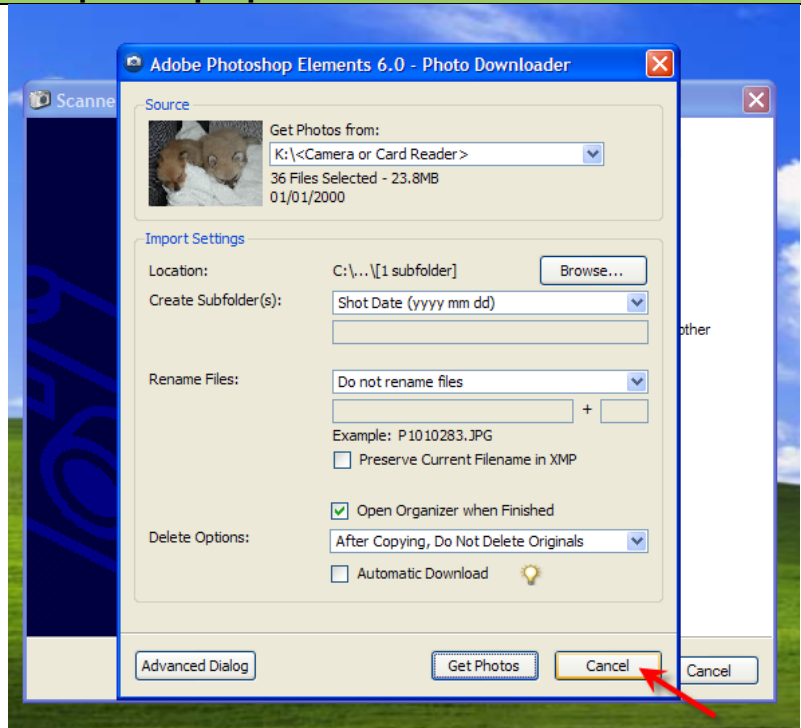 Adobe Photoshop Elements 6.0 - Photo Downloader
Scanne
Source
Get Photos from:
K:\<Camera or Card Reader>
36 Files Selected - 23.8MB
01/01/2000
Import Settings
Location: C:\...\[1 subfolder] Browse...
Create Subfolder(s): Shot Date (yyyy mm dd)
other
Rename Files: Do not rename files
+
Example: P1010283.JPG
Preserve Current Filename in XMP
Open Organizer when Finished
Delete Options: After Copying, Do Not Delete Originals
Automatic Download
Advanced Dialog Get Photos Cancel Cancel